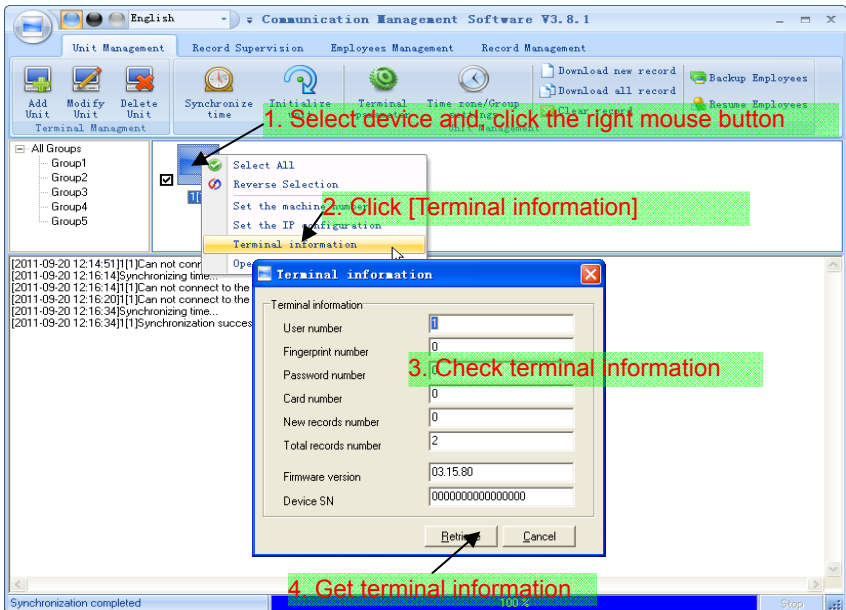 English
Communication Management Software V3.8.1
Unit Management
Record Supervision
Employees Management
Record Management
Add Unit
Modify Unit
Delete Unit
Synchronize time
Initialize
Terminal
Time zone/Group
Download new record
Download all record
Clear record
Backup Employees
Resume Employees
Terminal Managment
Unit Management
1. Select device and, click the right mouse button
All Groups
Group1
Group2
Group3
Group4
Group5
Select All
Reverse Selection
Set the machine number
Set the IP configuration
Terminal information
Ope
2. Click [Terminal information]
[2011-09-20 12:14:51]1[1]Can not conn
[2011-09-20 12:16:14]Synchronizing time...
[2011-09-20 12:16:14]1[1]Can not connect to the
[2011-09-20 12:16:20]1[1]Can not connect to the
[2011-09-20 12:16:34]Synchronizing time...
[2011-09-20 12:16:34]1[1]Synchronization succes
Terminal information
Terminal information
User number 1
Fingerprint number 0
Password number
Card number 0
New records number 0
Total records number 2
Firmware version 03.15.80
Device SN 0000000000000000
3. Check terminal information
Retrieve
Cancel
4. Get terminal information
Synchronization completed
100 %
Stop